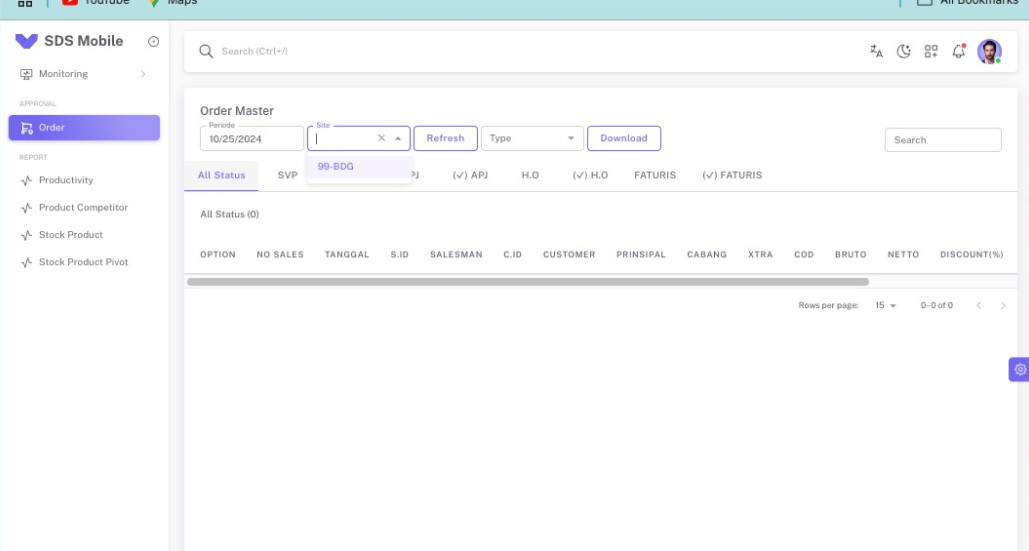 YouTube Maps All Bookmarks
SDS Mobile
Search (Ctrl+/)
Monitoring
APPROVAL
Order
REPORT
Productivity
Product Competitor
Stock Product
Stock Product Pivot
Order Master
Periode Site
10/25/2024 Refresh Type Download Search
99-BDG
All Status SVP PJ (✓) APJ H.O (✓) H.O FATURIS (✓) FATURIS
All Status (0)
OPTION NO SALES TANGGAL S.ID SALESMAN C.ID CUSTOMER PRINSIPAL CABANG XTRA COD BRUTO NETTO DISCOUNT(%)
Rows per page: 15 0-0 of 0